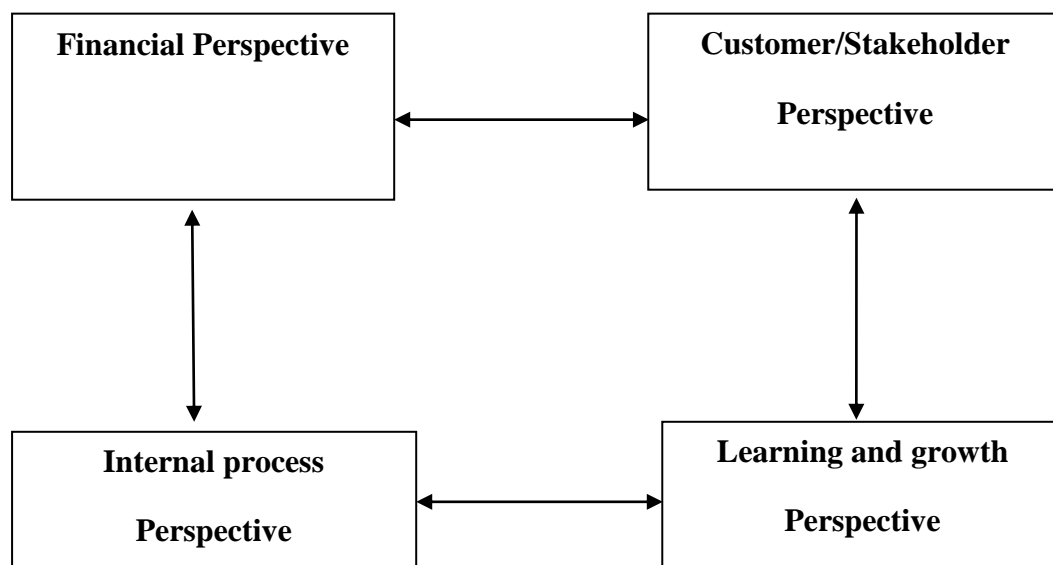 Financial Perspective
Customer/Stakeholder
Perspective
Internal process
Perspective
Learning and growth
Perspective